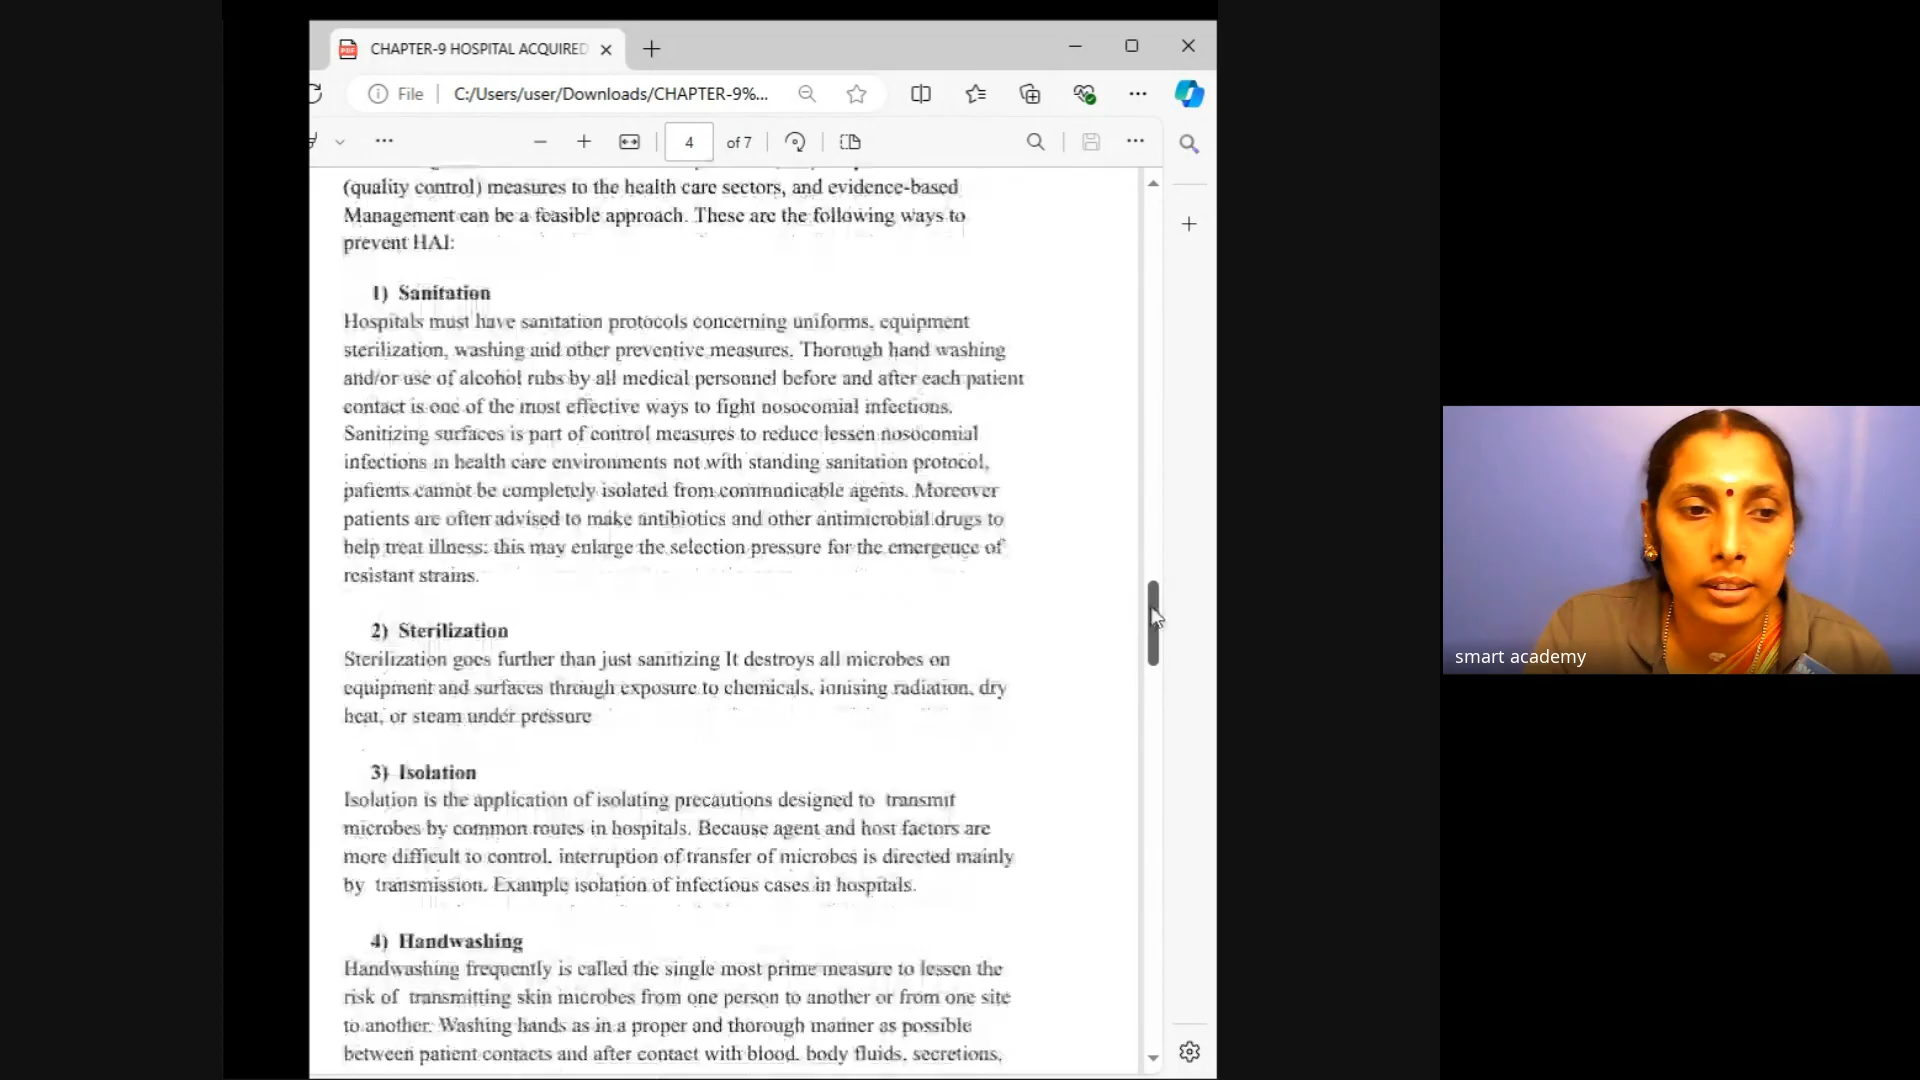 CHAPTER-9 HOSPITAL ACQUIRED
File
C:/Users/user/Downloads/CHAPTER-9%...
4 of 7
(quality control) measures to the health care sectors, and evidence-based
Management can be a feasible approach. These are the following ways to
prevent HAI:
1) Sanitation
Hospitals must have sanitation protocols concerning uniforms, equipment
sterilization, washing and other preventive measures. Thorough hand washing
and/or use of alcohol rubs by all medical personnel before and after each patient
contact is one of the most effective ways to fight nosocomial infections.
Sanitizing surfaces is part of control measures to reduce lessen nosocomial
infections in health care environments not with standing sanitation protocol,
patients cannot be completely isolated from communicable agents. Moreover
patients are often advised to make antibiotics and other antimicrobial drugs to
help treat illness; this may enlarge the selection pressure for the emergence of
resistant strains.
2) Sterilization
Sterilization goes further than just sanitizing It destroys all microbes on
equipment and surfaces through exposure to chemicals, ionising radiation, dry
heat, or steam under pressure
3) Isolation
Isolation is the application of isolating precautions designed to transmit
microbes by common routes in hospitals. Because agent and host factors are
more difficult to control, interruption of transfer of microbes is directed mainly
by transmission. Example isolation of infectious cases in hospitals.
4) Handwashing
Handwashing frequently is called the single most prime measure to lessen the
risk of transmitting skin microbes from one person to another or from one site
to another. Washing hands as in a proper and thorough manner as possible
between patient contacts and after contact with blood, body fluids, secretions,
smart academy